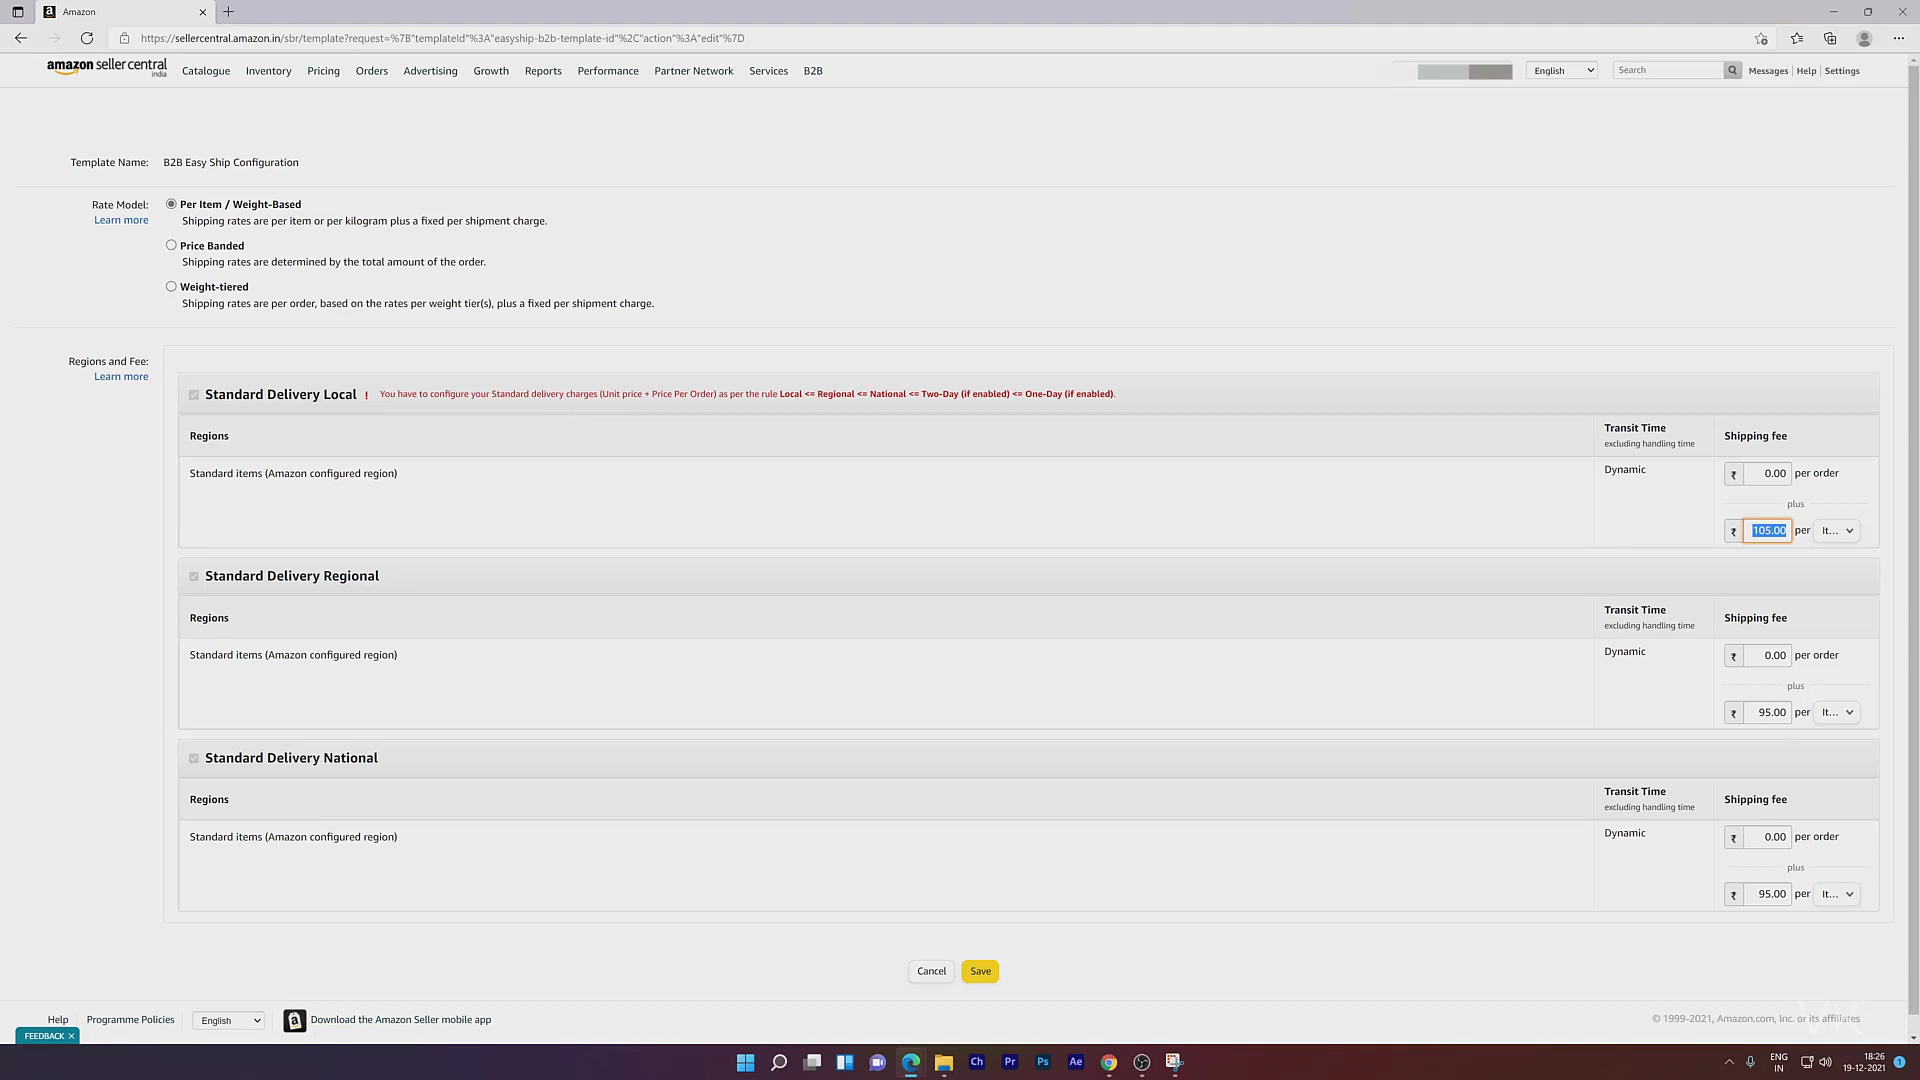 Amazon
https://sellercentral.amazon.in/sbr/template?request=%7B"templateId"%3A"easyship-b2b-template-id"%2C"action"%3A"edit"%7D
amazon seller central
india
Catalogue Inventory Pricing Orders Advertising Growth Reports Performance Partner Network Services B2B English Search Messages | Help | Settings
Template Name: B2B Easy Ship Configuration
Rate Model: Per Item / Weight-Based
Learn more Shipping rates are per item or per kilogram plus a fixed per shipment charge.
Price Banded
Shipping rates are determined by the total amount of the order.
Weight-tiered
Shipping rates are per order, based on the rates per weight tier(s), plus a fixed per shipment charge.
Regions and Fee:
Learn more
Standard Delivery Local ! You have to configure your Standard delivery charges (Unit price + Price Per Order) as per the rule Local <= Regional <= National <= Two-Day (if enabled) <= One-Day (if enabled).
Regions Transit Time excluding handling time Shipping fee
Standard items (Amazon configured region) Dynamic ₹ 0.00 per order
plus
₹ 105.00 per It...
Standard Delivery Regional
Regions Transit Time excluding handling time Shipping fee
Standard items (Amazon configured region) Dynamic ₹ 0.00 per order
plus
₹ 95.00 per It...
Standard Delivery National
Regions Transit Time excluding handling time Shipping fee
Standard items (Amazon configured region) Dynamic ₹ 0.00 per order
plus
₹ 95.00 per It...
Cancel Save
Help Programme Policies English Download the Amazon Seller mobile app © 1999-2021, Amazon.com, Inc. or its affiliates
FEEDBACK ×
Ch Pr Ps Ae ENG 18:26
IN 19-12-2021 1